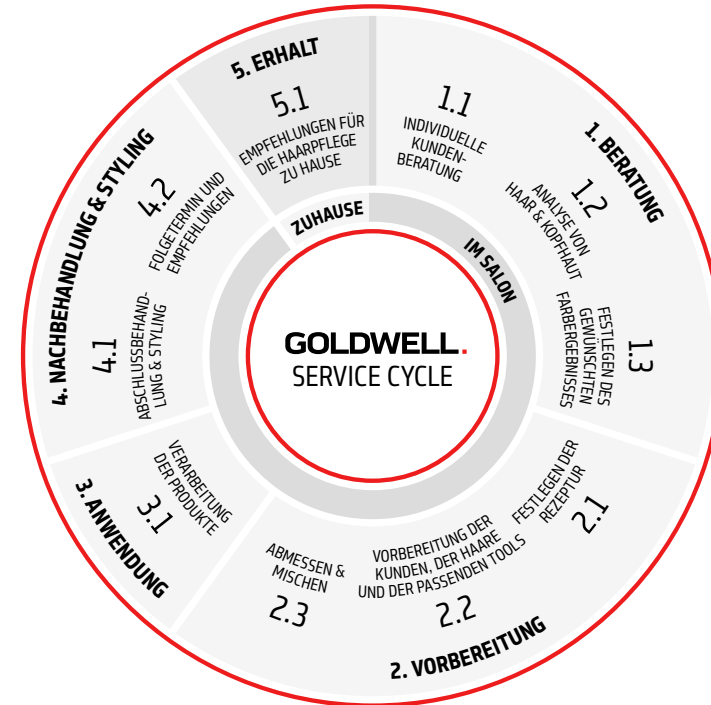 GOLDWELL.
SERVICE CYCLE
IM SALON
ZUHAUSE
1. BERATUNG
1.1
INDIVIDUELLE
KUNDEN-
BERATUNG
1.2
ANALYSE VON
HAAR & KOPFHAUT
1.3
FESTLEGEN DES
GEWÜNSCHTEN
FARBERGEBNISSES
2. VORBEREITUNG
2.1
FESTLEGEN DER
REZEPTUR
2.2
VORBEREITUNG DER
KUNDEN, DER HAARE
UND DER PASSENDEN TOOLS
2.3
ABMESSEN &
MISCHEN
3. ANWENDUNG
3.1
VERARBEITUNG
DER PRODUKTE
4. NACHBEHANDLUNG & STYLING
4.1
ABSCHLUSSBEHAND-
LUNG & STYLING
4.2
FOLGETERMIN UND
EMPFEHLUNGEN
5. ERHALT
5.1
EMPFEHLUNGEN FÜR
DIE HAARPFLEGE
ZU HAUSE